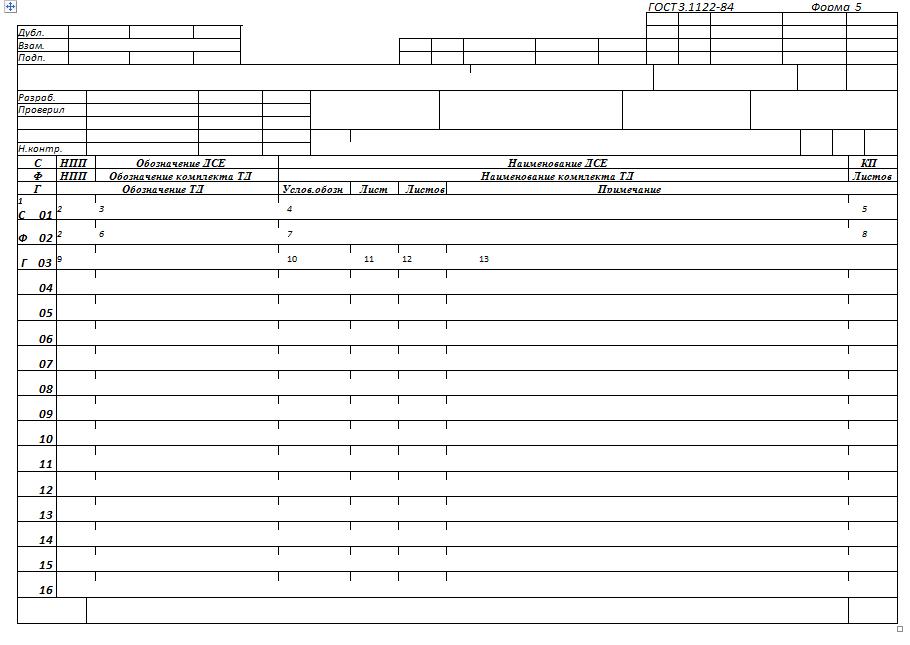 ГОСТ3.1122-84 Форма 5
Дубл.
Взам.
Подп.
Разраб.
Проверил
Н.контр.
С НПП Обозначение ДСЕ Наименование ДСЕ КП
Ф НПП Обозначение комплекта ТД Наименование комплекта ТД Листов
Г Обозначение ТД Услов.обозн Лист Листов Примечание
1
С 01 2 3 4 5
Ф 02 2 6 7 8
Г 03 9 10 11 12 13
04
05
06
07
08
09
10
11
12
13
14
15
16